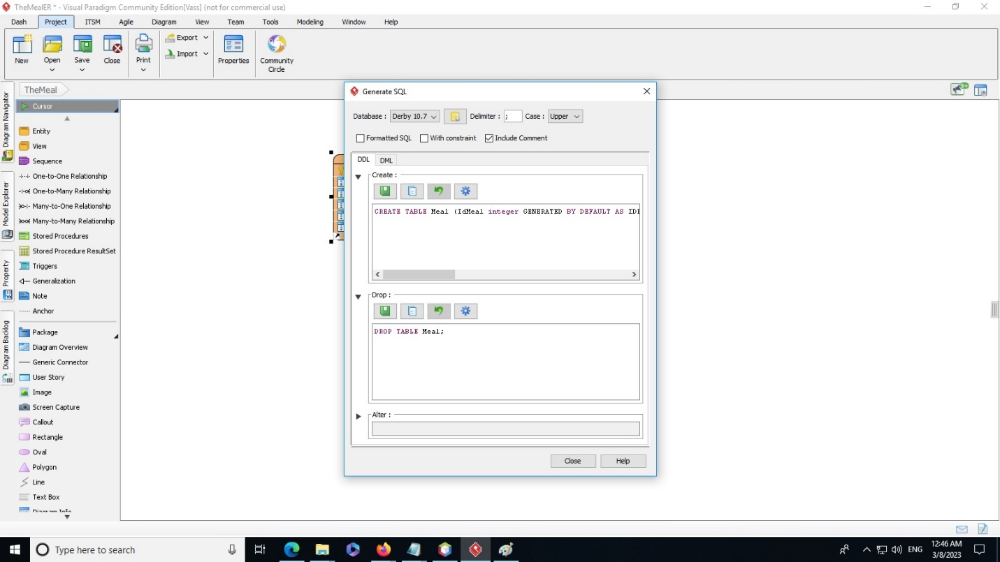 TheMealER * - Visual Paradigm Community Edition[Vass] (not for commercial use)
Dash Project ITSM Agile Diagram View Team Tools Modeling Window Help
New Open Save Close Print Export Import Properties Community Circle
TheMeal
Diagram Navigator
Model Explorer
Property
Diagram Backlog
Cursor
Entity
View
Sequence
One-to-One Relationship
One-to-Many Relationship
Many-to-One Relationship
Many-to-Many Relationship
Stored Procedures
Stored Procedure ResultSet
Triggers
Generalization
Note
Anchor
Package
Diagram Overview
Generic Connector
User Story
Image
Screen Capture
Callout
Rectangle
Oval
Polygon
Line
Text Box
Diagram Info
Generate SQL
Database : Derby 10.7 Delimiter : ; Case : Upper
Formatted SQL With constraint Include Comment
DDL DML
Create :
CREATE TABLE Meal (IdMeal integer GENERATED BY DEFAULT AS IDE
Drop :
DROP TABLE Meal;
Alter :
Close Help
Type here to search
ENG
12:46 AM
3/8/2023